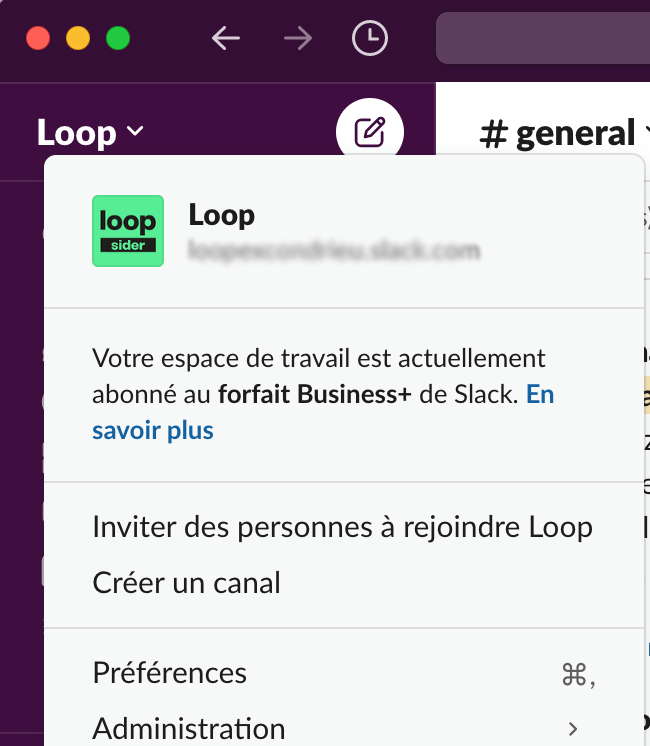 Loop
# general
loop
sider
Loop
Votre espace de travail est actuellement
abonné au forfait Business+ de Slack. En
savoir plus
Inviter des personnes à rejoindre Loop
Créer un canal
Préférences ⌘,
Administration